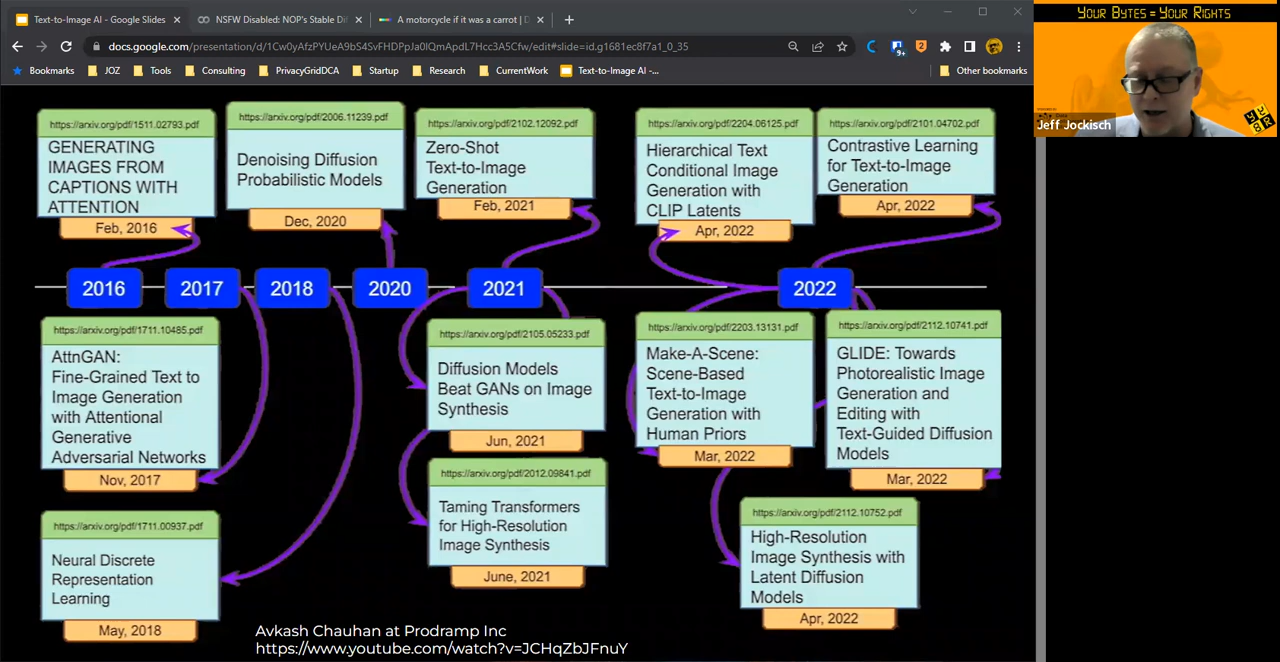 Text-to-Image AI - Google Slides
NSFW Disabled: NOP's Stable Dif
A motorcycle if it was a carrot | D
docs.google.com/presentation/d/1Cw0yAfzPYUeA9bS4SvFHDPpJa0IQmApdL7Hcc3A5Cfw/edit#slide=id.g1681ec8f7a1_0_35
9+
2
Bookmarks
JOZ
Tools
Consulting
PrivacyGridDCA
Startup
Research
CurrentWork
Text-to-Image AI -...
Other bookmarks
YOUR BYTES = YOUR RIGHTS
Jeff Jockisch
https://arxiv.org/pdf/1511.02793.pdf
GENERATING
IMAGES FROM
CAPTIONS WITH
ATTENTION
Feb, 2016
https://arxiv.org/pdf/2006.11239.pdf
Denoising Diffusion
Probabilistic Models
Dec, 2020
https://arxiv.org/pdf/2102.12092.pdf
Zero-Shot
Text-to-Image
Generation
Feb, 2021
https://arxiv.org/pdf/2204.06125.pdf
Hierarchical Text
Conditional Image
Generation with
CLIP Latents
Apr, 2022
https://arxiv.org/pdf/2101.04702.pdf
Contrastive Learning
for Text-to-Image
Generation
Apr, 2022
2016
2017
2018
2020
2021
2022
https://arxiv.org/pdf/1711.10485.pdf
AttnGAN:
Fine-Grained Text to
Image Generation
with Attentional
Generative
Adversarial Networks
Nov, 2017
https://arxiv.org/pdf/1711.00937.pdf
Neural Discrete
Representation
Learning
May, 2018
https://arxiv.org/pdf/2105.05233.pdf
Diffusion Models
Beat GANs on Image
Synthesis
Jun, 2021
https://arxiv.org/pdf/2012.09841.pdf
Taming Transformers
for High-Resolution
Image Synthesis
June, 2021
https://arxiv.org/pdf/2203.13131.pdf
Make-A-Scene:
Scene-Based
Text-to-Image
Generation with
Human Priors
Mar, 2022
https://arxiv.org/pdf/2112.10741.pdf
GLIDE: Towards
Photorealistic Image
Generation and
Editing with
Text-Guided Diffusion
Models
Mar, 2022
https://arxiv.org/pdf/2112.10752.pdf
High-Resolution
Image Synthesis with
Latent Diffusion
Models
Apr, 2022
Avkash Chauhan at Prodramp Inc
https://www.youtube.com/watch?v=JCHqZbJFnuY